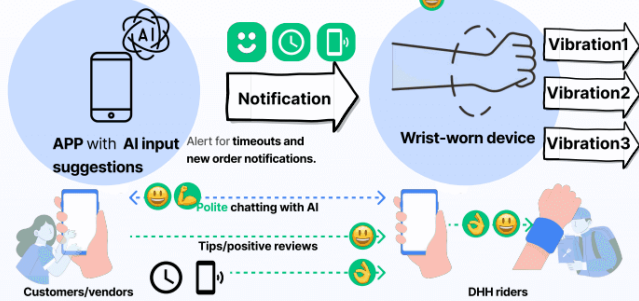 AI
Notification
Vibration1
Vibration2
Vibration3
APP with AI input
suggestions
Alert for timeouts and
new order notifications.
Wrist-worn device
Polite chatting with AI
Tips/positive reviews
Customers/vendors
DHH riders